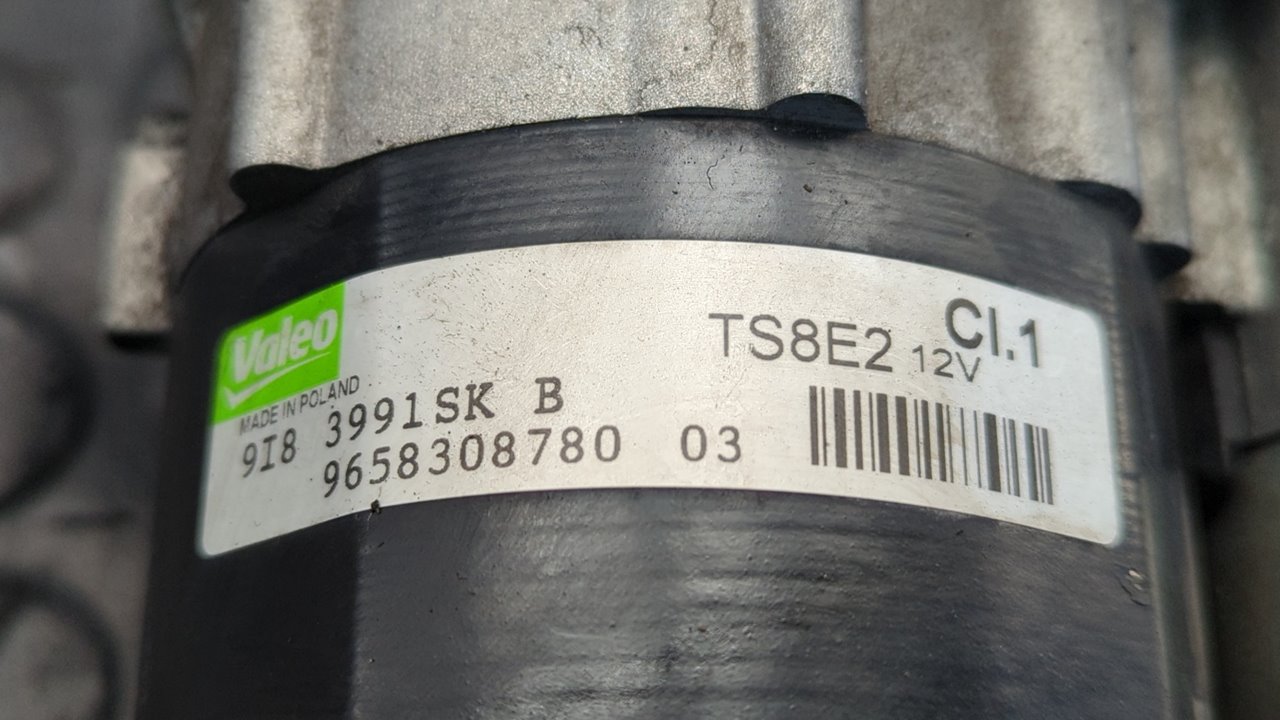 Valeo
MADE IN POLAND
9I8 3991SK B
9658308780 03
TS8E2 12V
Cl.1